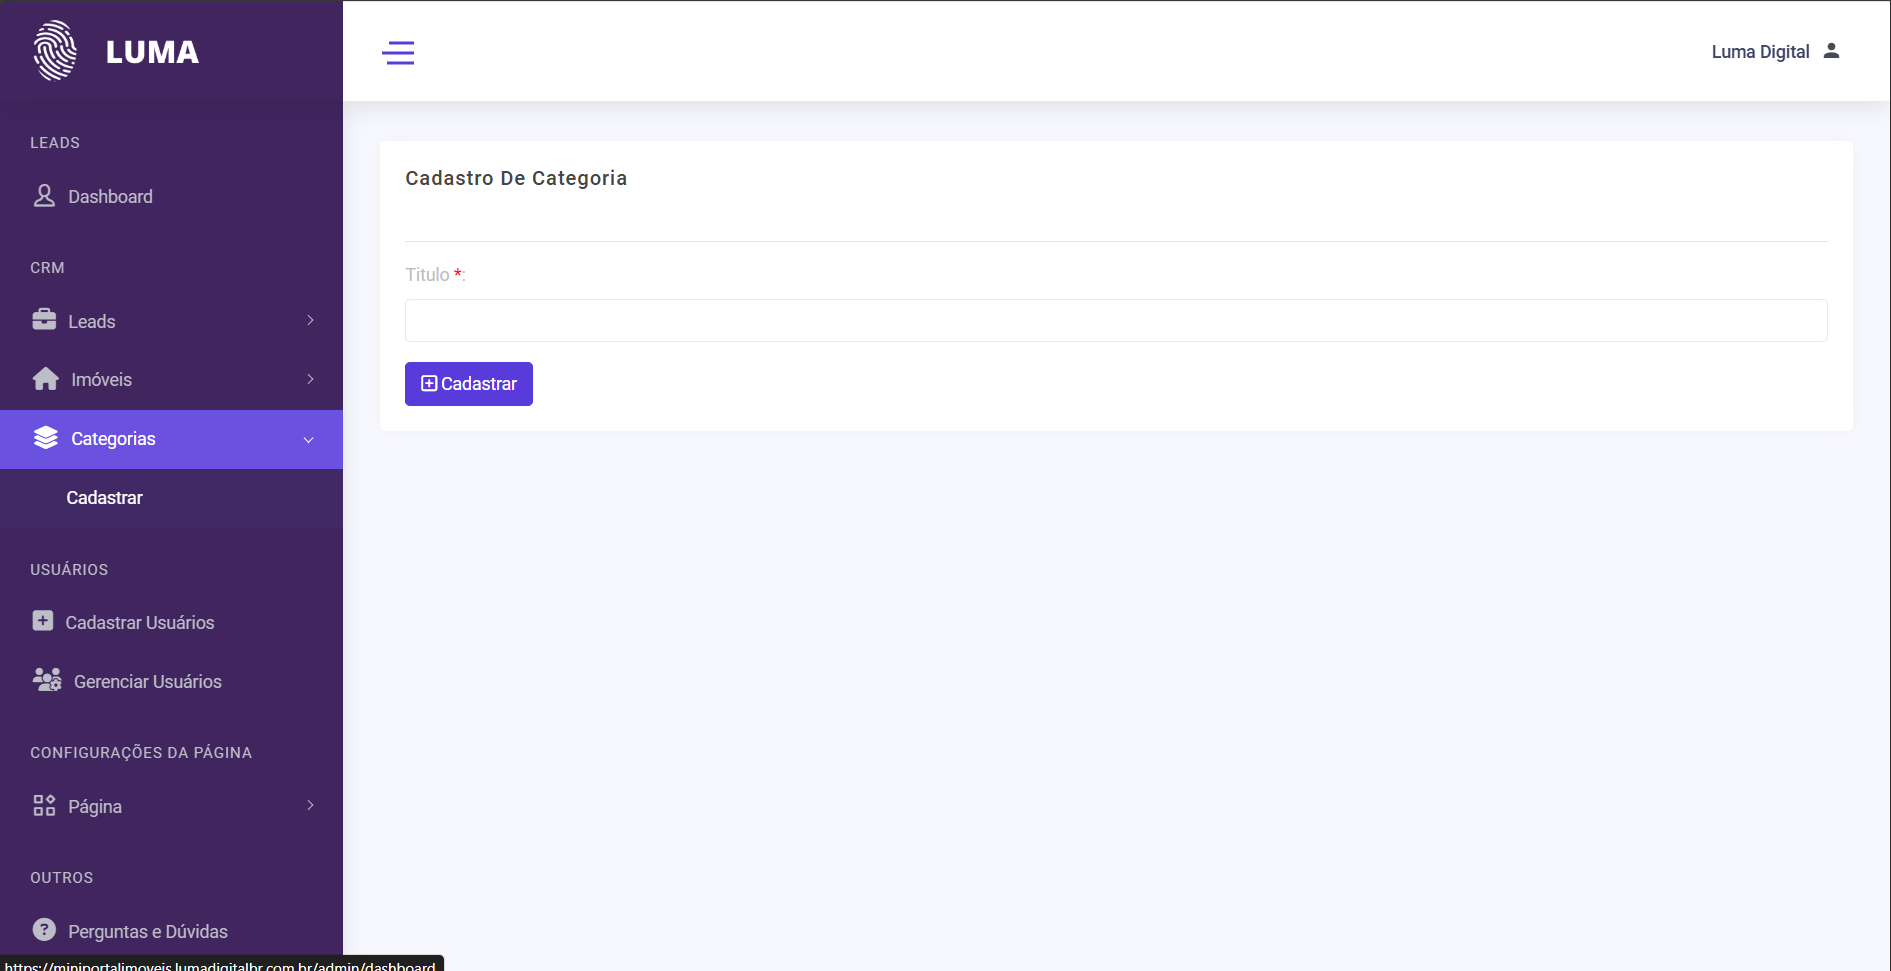 LUMA
Luma Digital
LEADS
Dashboard
CRM
Leads
Imóveis
Categorias
Cadastrar
USUÁRIOS
Cadastrar Usuários
Gerenciar Usuários
CONFIGURAÇÕES DA PÁGINA
Página
OUTROS
Perguntas e Dúvidas
Cadastro De Categoria
Titulo *:
Cadastrar
https://miniportalimoveis.lumadigitalbr.com.br/admin/dashboard